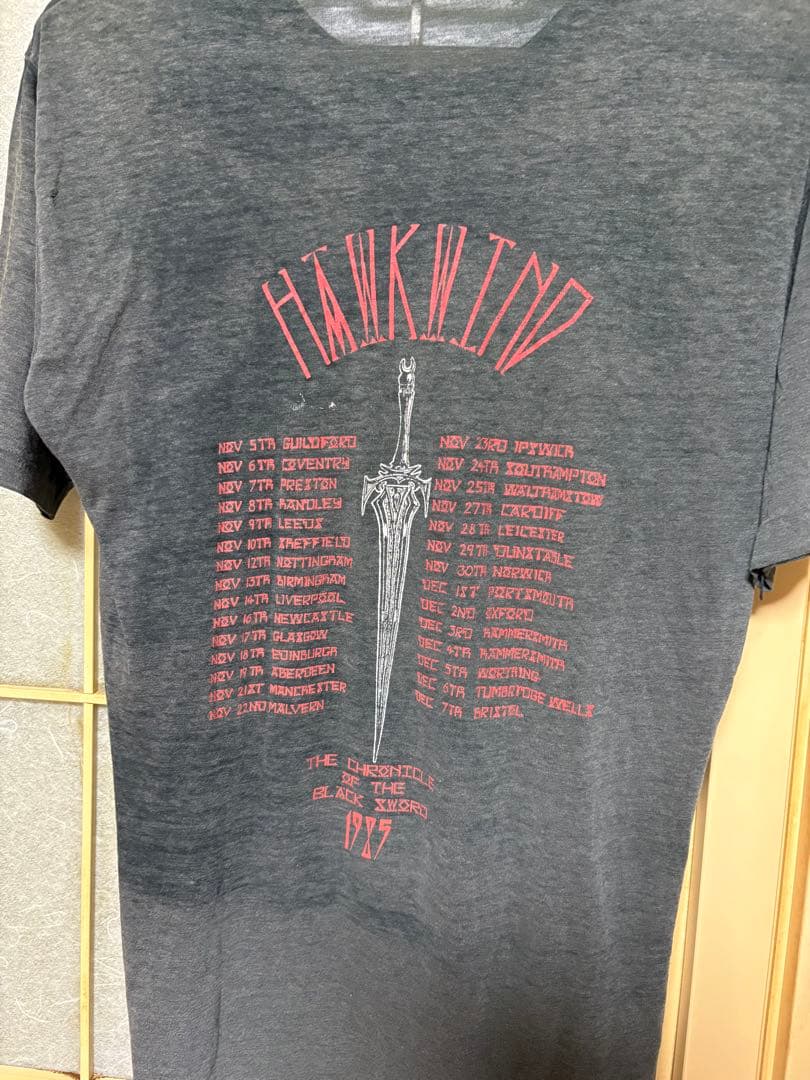 HAWKWIND
NOV 5TH GUILDFORD
NOV 6TH COVENTRY
NOV 7TH PRESTON
NOV 8TH HANDLEY
NOV 9TH LEEDS
NOV 10TH SHEFFIELD
NOV 12TH NOTTINGHAM
NOV 13TH BIRMINGHAM
NOV 14TH LIVERPOOL
NOV 16TH NEWCASTLE
NOV 17TH GLASGOW
NOV 18TH EDINBURGH
NOV 19TH ABERDEEN
NOV 21ST MANCHESTER
NOV 22ND MALVERN
NOV 23RD IPSWICH
NOV 24TH SOUTHAMPTON
NOV 25TH WALTHAMSTOW
NOV 27TH CARDIFF
NOV 28TH LEICESTER
NOV 29TH DUNSTABLE
NOV 30TH NORWICH
DEC 1ST PORTSMOUTH
DEC 2ND OXFORD
DEC 3RD HAMMERSMITH
DEC 4TH HAMMERSMITH
DEC 5TH WORTHING
DEC 6TH TUMBRIDGE WELLS
DEC 7TH BRISTOL
THE CHRONICLE
OF THE
BLACK SWORD
1985